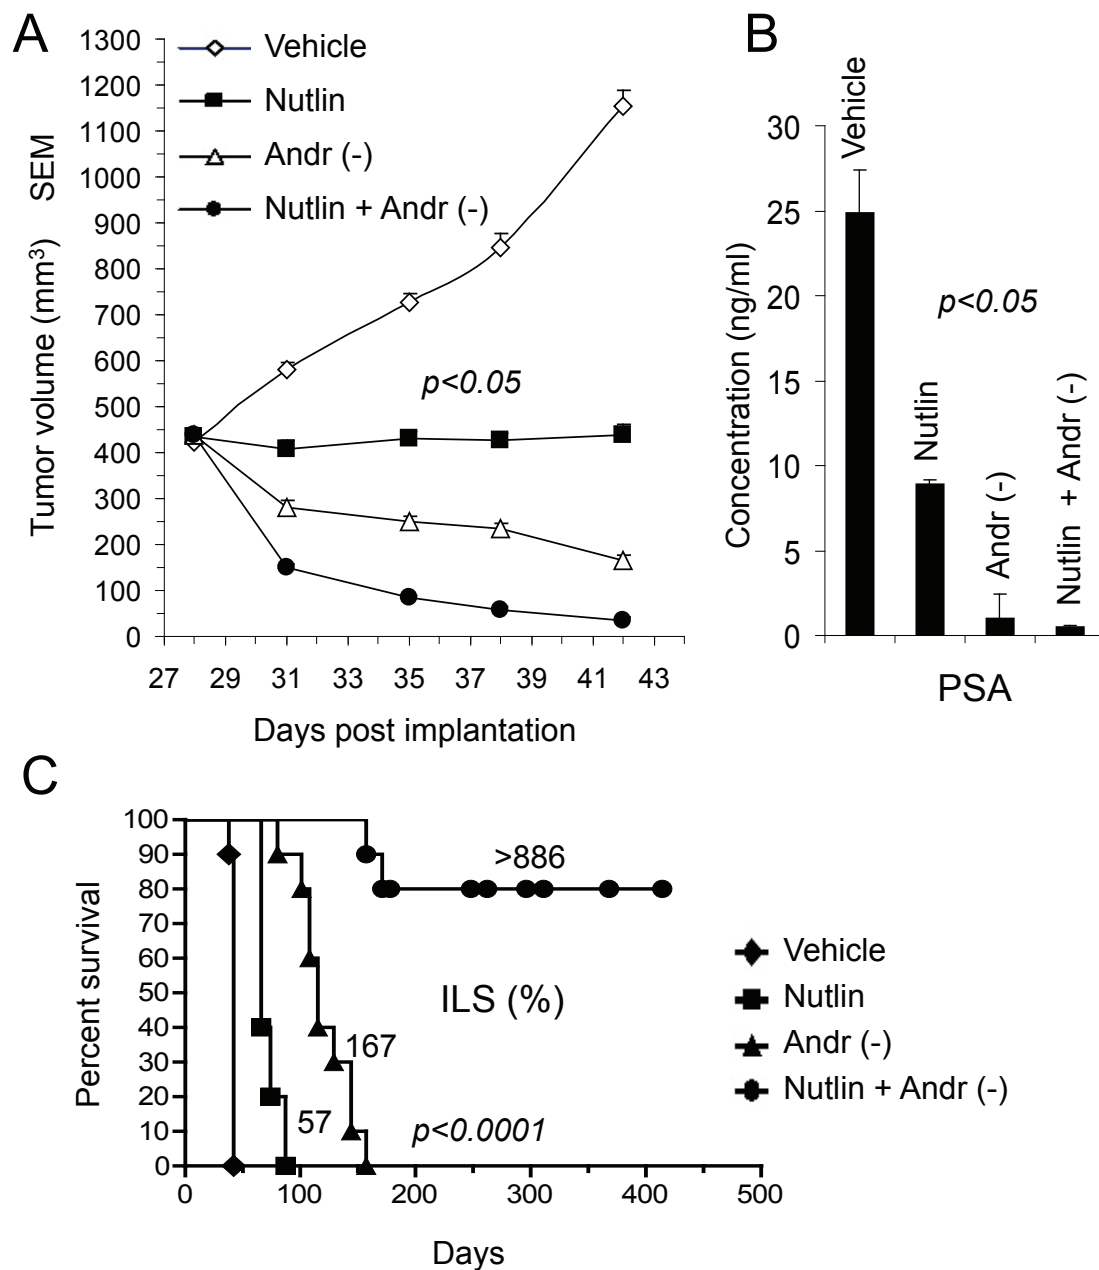 A
1300
1200
1100
1000
900
800
700
600
500
400
300
200
100
0
Tumor volume (mm³) SEM
Vehicle
Nutlin
Andr (-)
Nutlin + Andr (-)
p<0.05
27 29 31 33 35 37 39 41 43
Days post implantation
B
30
25
20
15
10
5
0
Concentration (ng/ml)
Vehicle
Nutlin
Andr (-)
Nutlin + Andr (-)
p<0.05
PSA
C
100
90
80
70
60
50
40
30
20
10
0
Percent survival
>886
ILS (%)
167
57
p<0.0001
0 100 200 300 400 500
Days
Vehicle
Nutlin
Andr (-)
Nutlin + Andr (-)